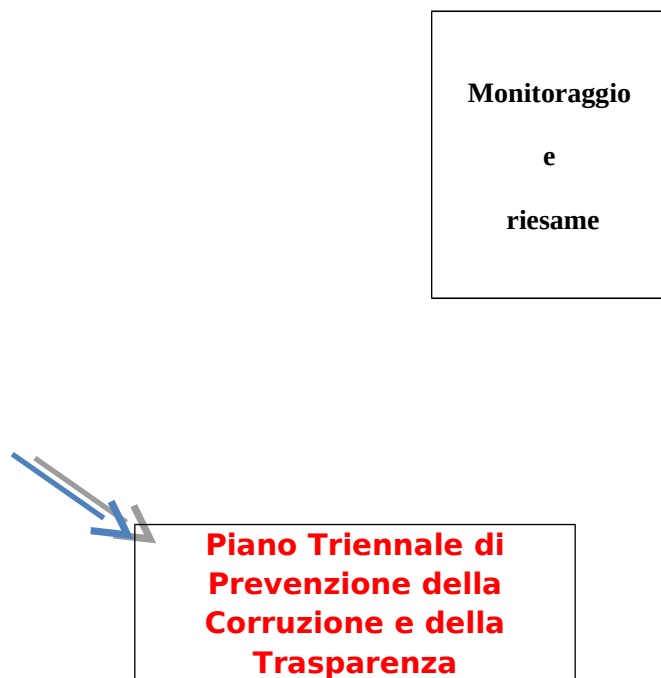 Monitoraggio
e
riesame
Piano Triennale di
Prevenzione della
Corruzione e della
Trasparenza